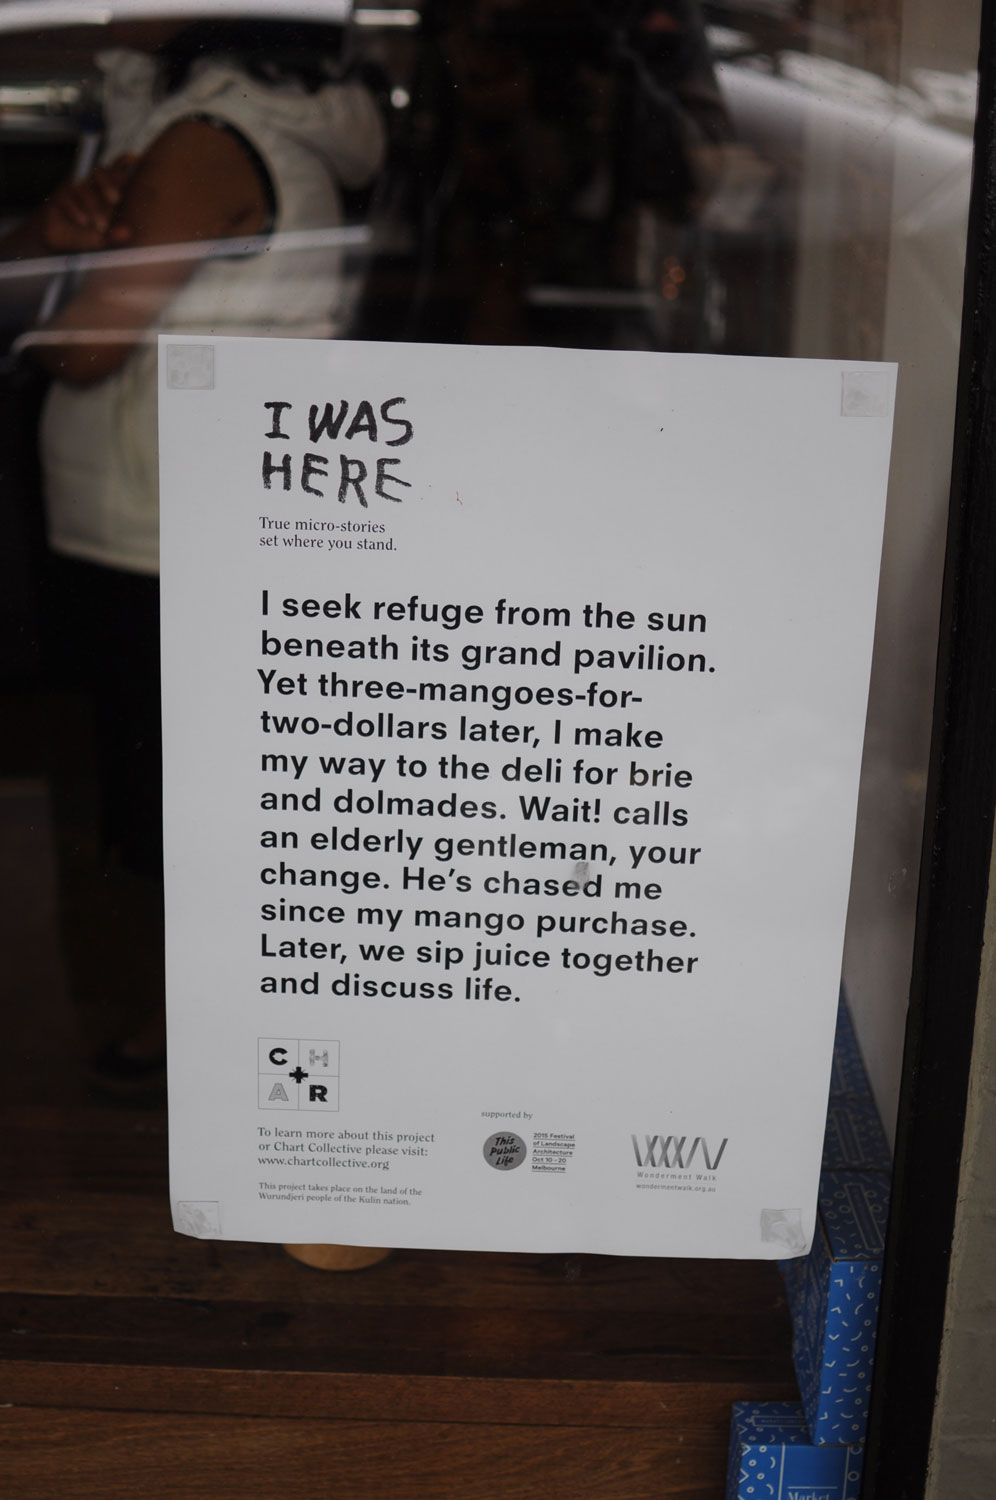 I WAS
HERE
True micro-stories
set where you stand.
I seek refuge from the sun
beneath its grand pavilion.
Yet three-mangoes-for-
two-dollars later, I make
my way to the deli for brie
and dolmades. Wait! calls
an elderly gentleman, your
change. He's chased me
since my mango purchase.
Later, we sip juice together
and discuss life.
C H
A R
To learn more about this project
or Chart Collective please visit:
www.chartcollective.org
This project takes place on the land of the
Wurundjeri people of the Kulin nation.
supported by
This
Public
Life
2015 Festival
of Landscape
Architecture
Oct 10–20
Melbourne
Wonderment Walk
wondermentwalk.org.au
Market